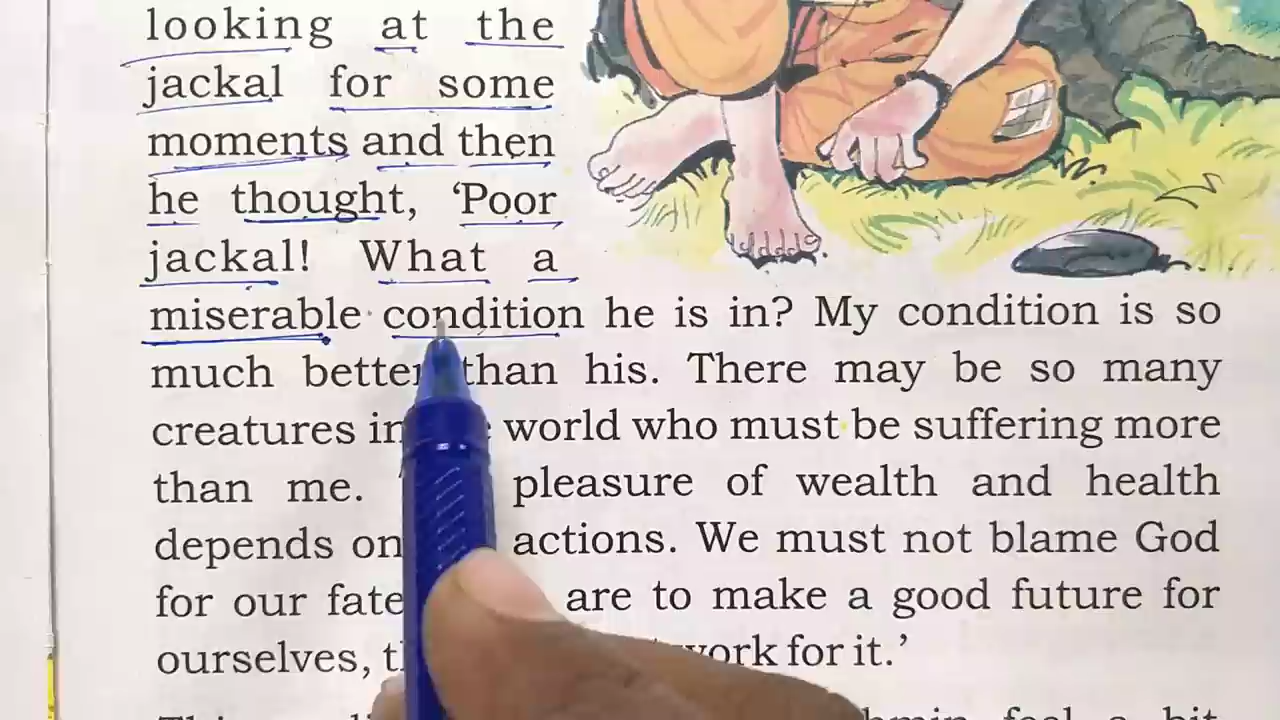 looking at the
jackal for some
moments and then
he thought, ‘Poor
jackal! What a
miserable condition he is in? My condition is so
much better than his. There may be so many
creatures in world who must be suffering more
than me. pleasure of wealth and health
depends on actions. We must not blame God
for our fate are to make a good future for
ourselves, work for it.’
feel a bit